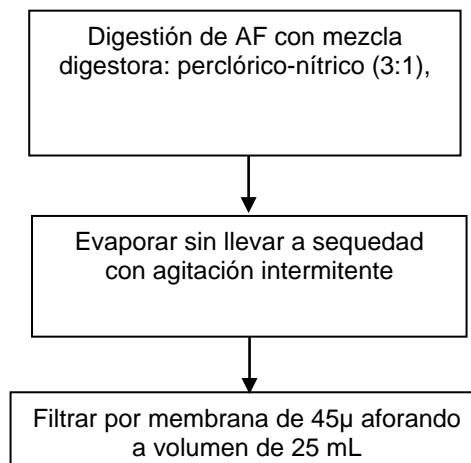 Digestión de AF con mezcla
digestora: perclórico-nítrico (3:1),
Evaporar sin llevar a sequedad
con agitación intermitente
Filtrar por membrana de 45µ aforando
a volumen de 25 mL